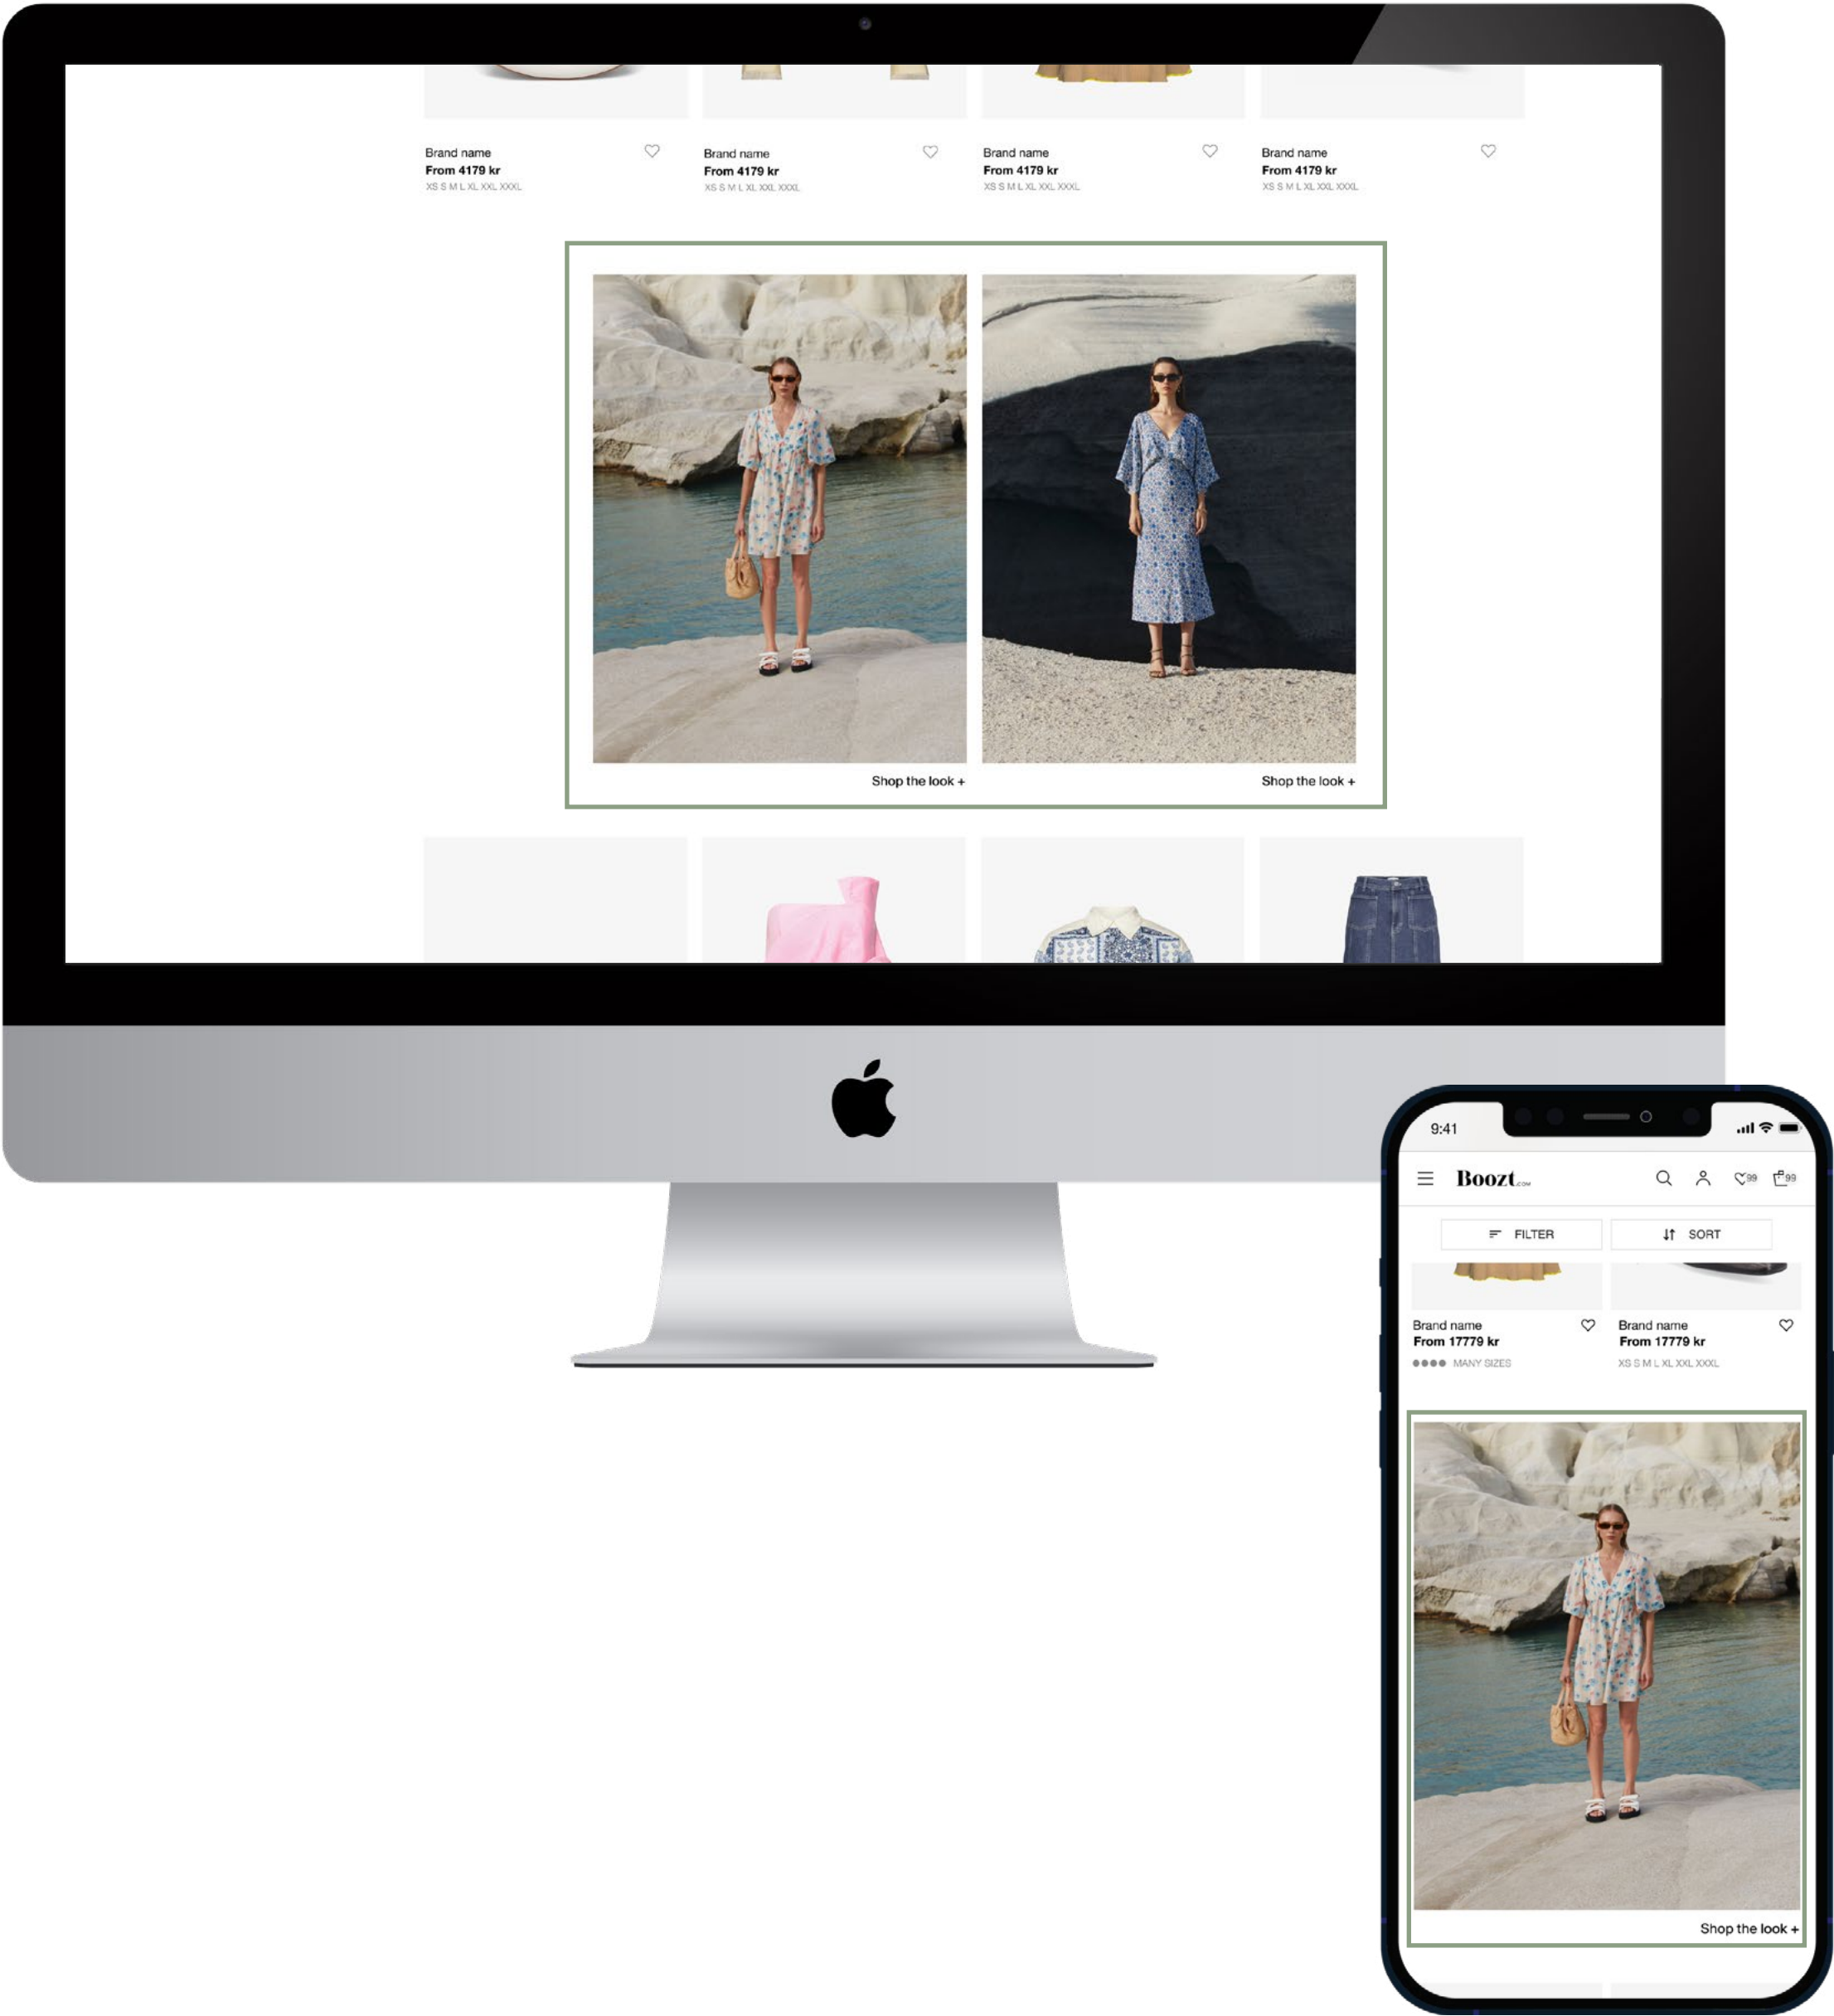 Brand name
From 4179 kr
XS S M L XL XXL XXXL
Brand name
From 4179 kr
XS S M L XL XXL XXXL
Brand name
From 4179 kr
XS S M L XL XXL XXXL
Brand name
From 4179 kr
XS S M L XL XXL XXXL
Shop the look +
Shop the look +
9:41
Boozt.COM
99
99
FILTER
SORT
Brand name
From 17779 kr
MANY SIZES
Brand name
From 17779 kr
XS S M L XL XXL XXXL
Shop the look +